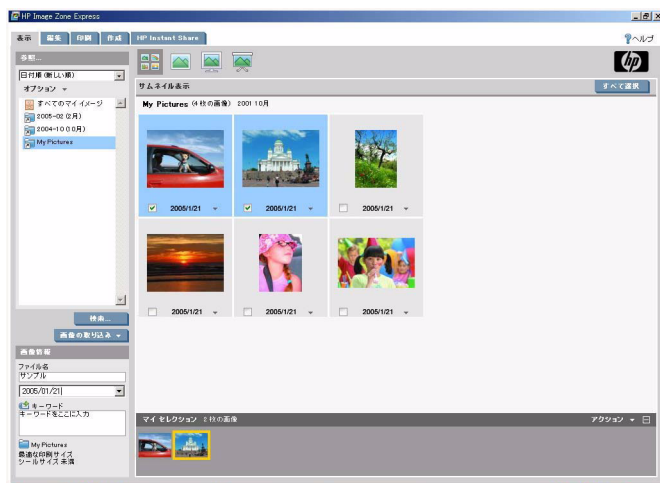 HP Image Zone Express
表示
編集
印刷
作成
HP Instant Share
ヘルプ
参照...
日付順 (新しい順)
オプション
すべてのマイ イメージ
2005-02 (2月)
2004-10 (10月)
My Pictures
検索...
画像の取り込み
画像情報
ファイル名
サンプル
2005/01/21
キーワード
キーワードをここに入力
My Pictures
最適な印刷サイズ
シールサイズ 未満
hp
サムネイル表示
すべて選択
My Pictures (4 枚の画像) 2001 10月
2005/1/21
2005/1/21
2005/1/21
2005/1/21
2005/1/21
2005/1/21
マイ セレクション 2 枚の画像
アクション